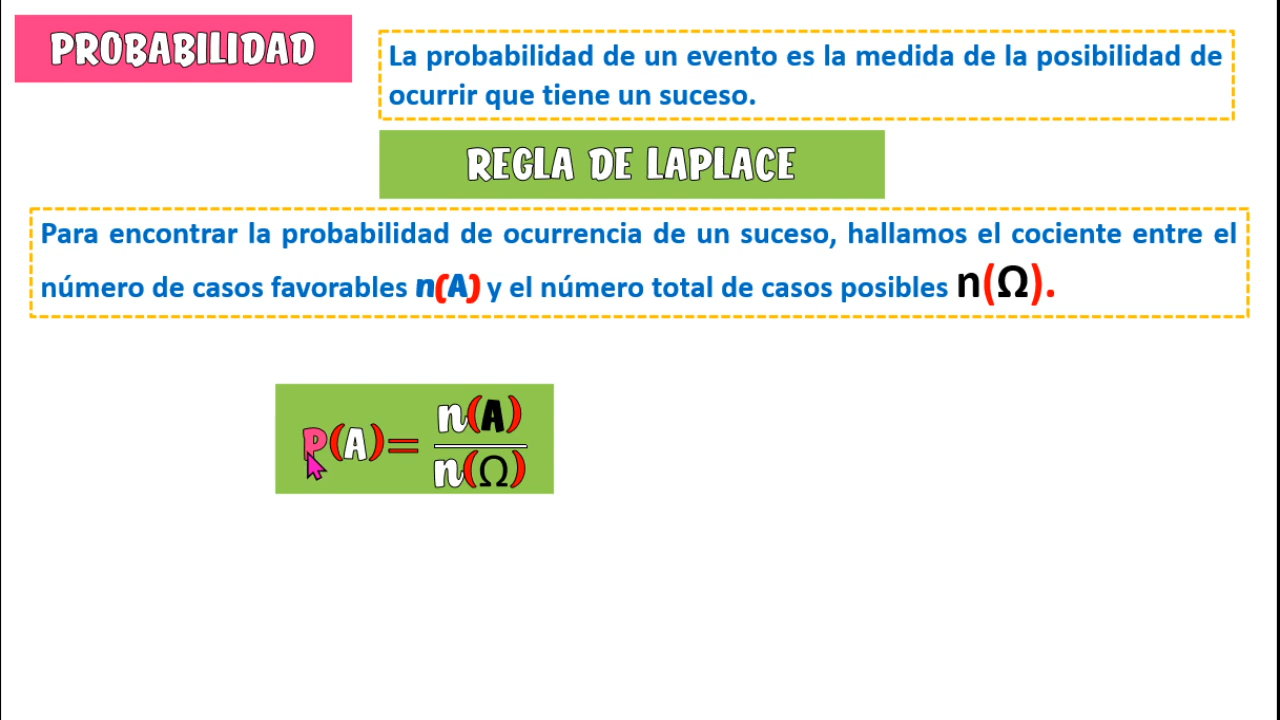 PROBABILIDAD
La probabilidad de un evento es la medida de la posibilidad de
ocurrir que tiene un suceso.
REGLA DE LAPLACE
Para encontrar la probabilidad de ocurrencia de un suceso, hallamos el cociente entre el
número de casos favorables n(A) y el número total de casos posibles n(Ω).
P(A)= n(A)
n(Ω)